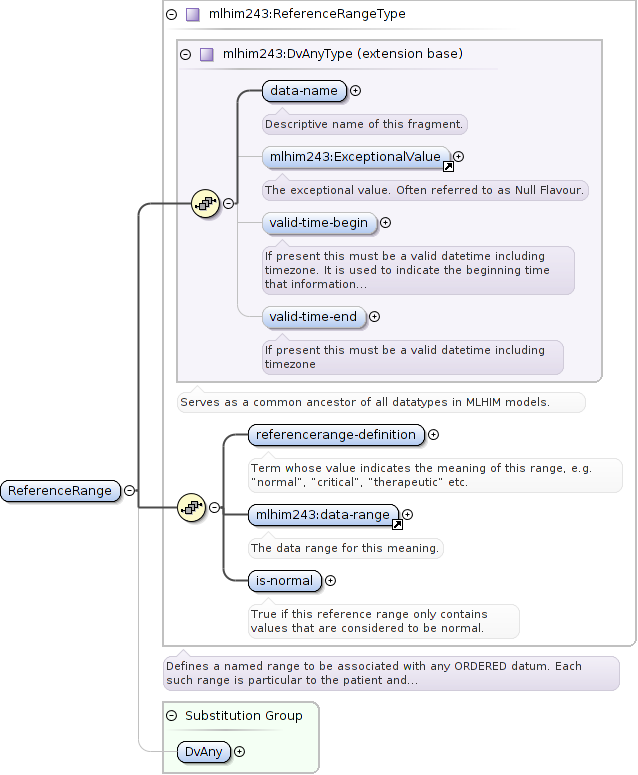 mlhim243:ReferenceRangeType
mlhim243:DvAnyType (extension base)
data-name
Descriptive name of this fragment.
mlhim243:ExceptionalValue
The exceptional value. Often referred to as Null Flavour.
valid-time-begin
If present this must be a valid datetime including
timezone. It is used to indicate the beginning time
that information...
valid-time-end
If present this must be a valid datetime including
timezone
Serves as a common ancestor of all datatypes in MLHIM models.
referencerange-definition
Term whose value indicates the meaning of this range, e.g.
"normal", "critical", "therapeutic" etc.
ReferenceRange
mlhim243:data-range
The data range for this meaning.
is-normal
True if this reference range only contains
values that are considered to be normal.
Defines a named range to be associated with any ORDERED datum. Each
such range is particular to the patient and...
Substitution Group
DvAny